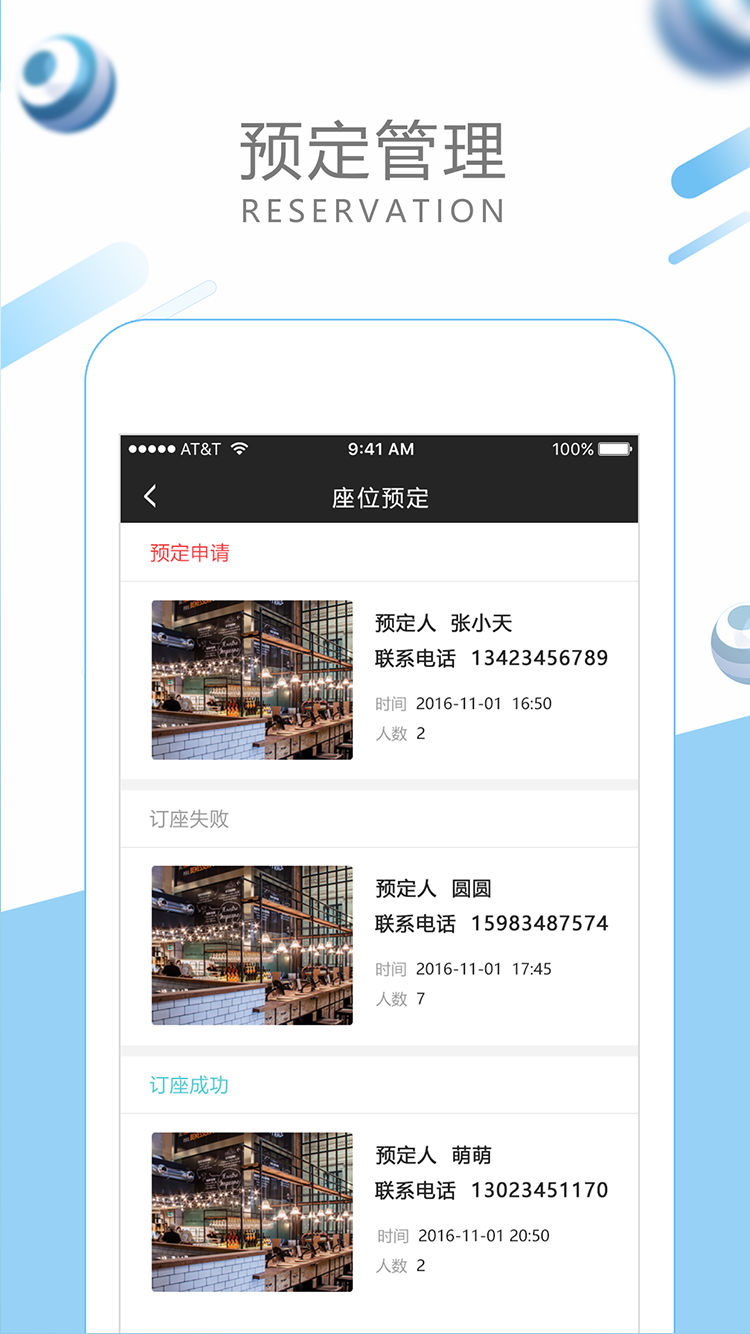 预定管理
RESERVATION
AT&T 9:41 AM 100%
座位预定
预定申请
预定人 张小天
联系电话 13423456789
时间 2016-11-01 16:50
人数 2
订座失败
预定人 圆圆
联系电话 15983487574
时间 2016-11-01 17:45
人数 7
订座成功
预定人 萌萌
联系电话 13023451170
时间 2016-11-01 20:50
人数 2